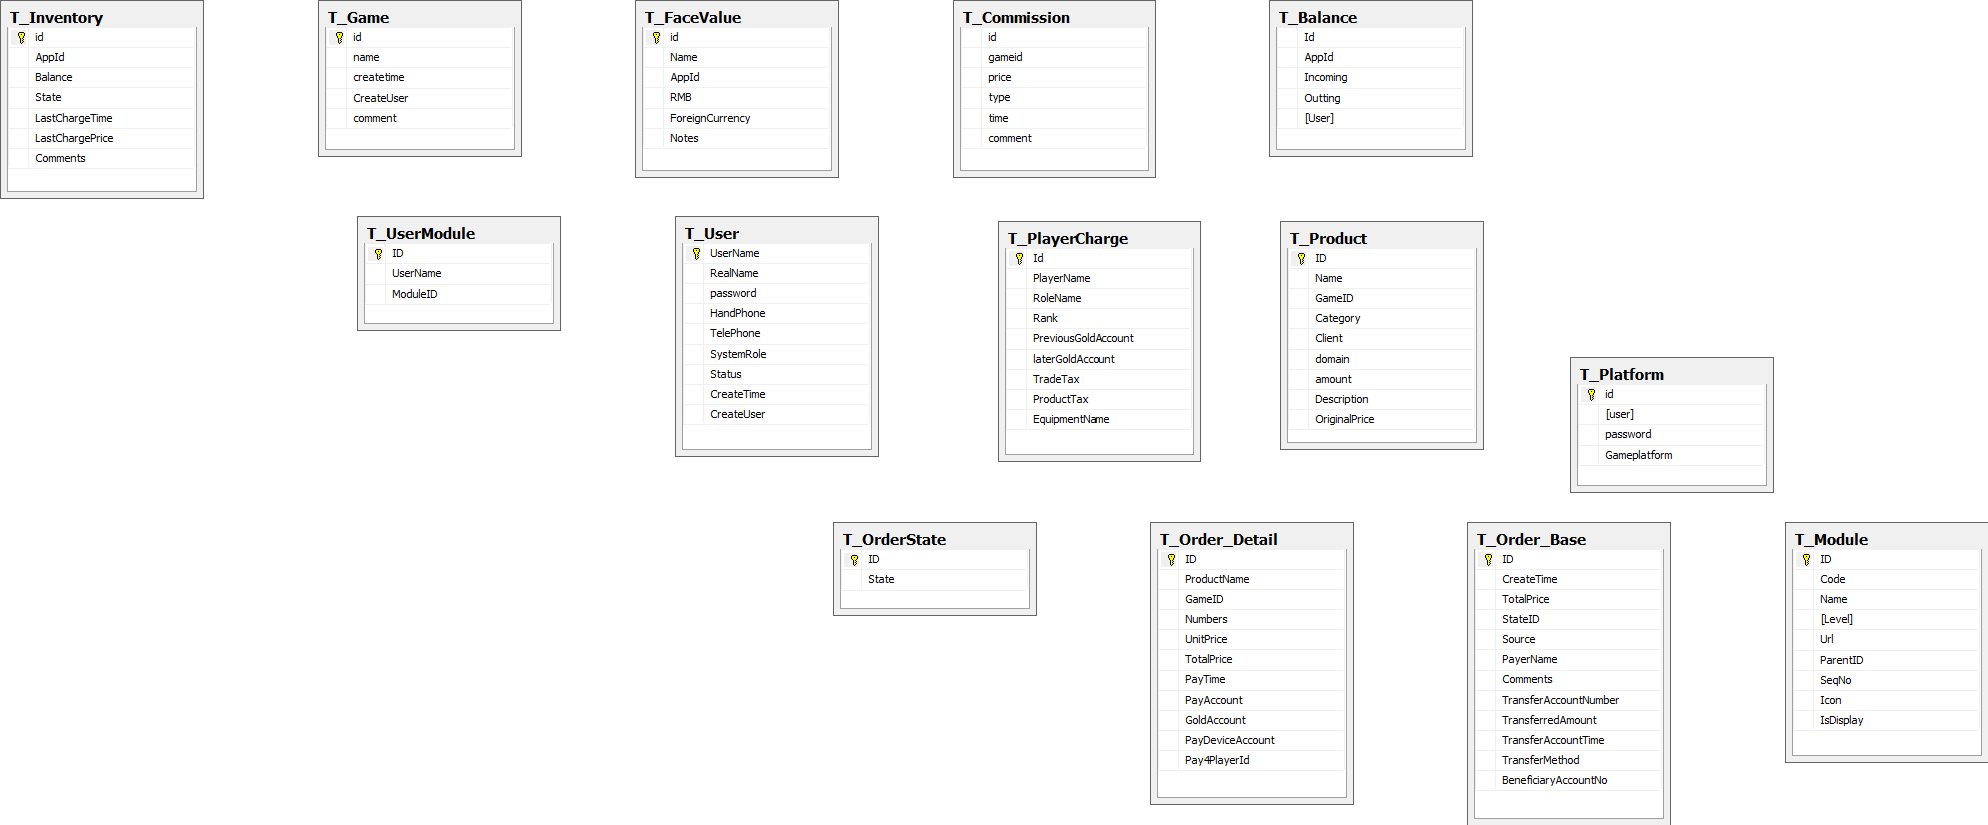 T_Inventory
id
AppId
Balance
State
LastChargeTime
LastChargePrice
Comments
T_Game
id
name
createtime
CreateUser
comment
T_FaceValue
id
Name
AppId
RMB
ForeignCurrency
Notes
T_Commission
id
gameid
price
type
time
comment
T_Balance
Id
AppId
Incoming
Outting
[User]
T_UserModule
ID
UserName
ModuleID
T_User
UserName
RealName
password
HandPhone
TelePhone
SystemRole
Status
CreateTime
CreateUser
T_PlayerCharge
Id
PlayerName
RoleName
Rank
PreviousGoldAccount
laterGoldAccount
TradeTax
ProductTax
EquipmentName
T_Product
ID
Name
GameID
Category
Client
domain
amount
Description
OriginalPrice
T_Platform
id
[user]
password
Gameplatform
T_OrderState
ID
State
T_Order_Detail
ID
ProductName
GameID
Numbers
UnitPrice
TotalPrice
PayTime
PayAccount
GoldAccount
PayDeviceAccount
Pay4PlayerId
T_Order_Base
ID
CreateTime
TotalPrice
StateID
Source
PayerName
Comments
TransferAccountNumber
TransferredAmount
TransferAccountTime
TransferMethod
BeneficiaryAccountNo
T_Module
ID
Code
Name
[Level]
Url
ParentID
SeqNo
Icon
IsDisplay